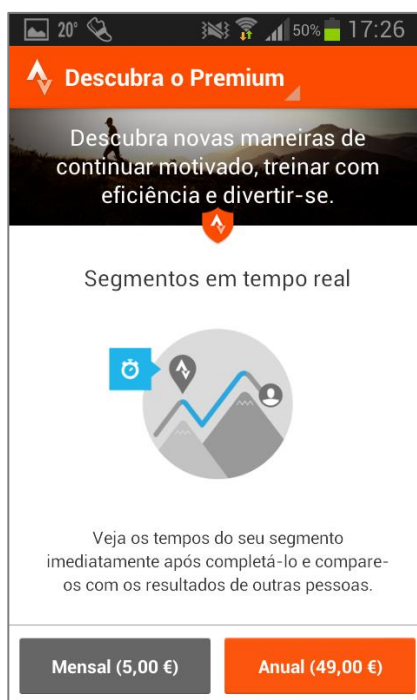 20° 50% 17:26
Descubra o Premium
Descubra novas maneiras de
continuar motivado, treinar com
eficiência e divertir-se.
Segmentos em tempo real
Veja os tempos do seu segmento
imediatamente após completá-lo e compare-
os com os resultados de outras pessoas.
Mensal (5,00 €) Anual (49,00 €)